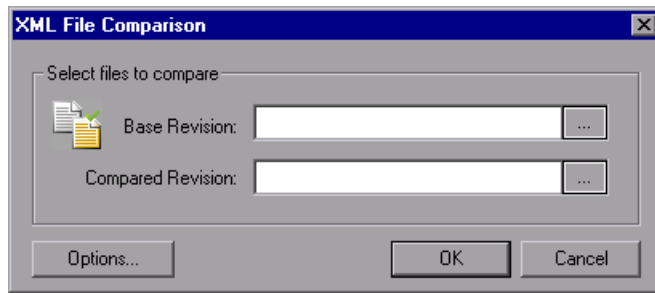 XML File Comparison
Select files to compare
Base Revision:
...
Compared Revision:
...
Options...
OK
Cancel